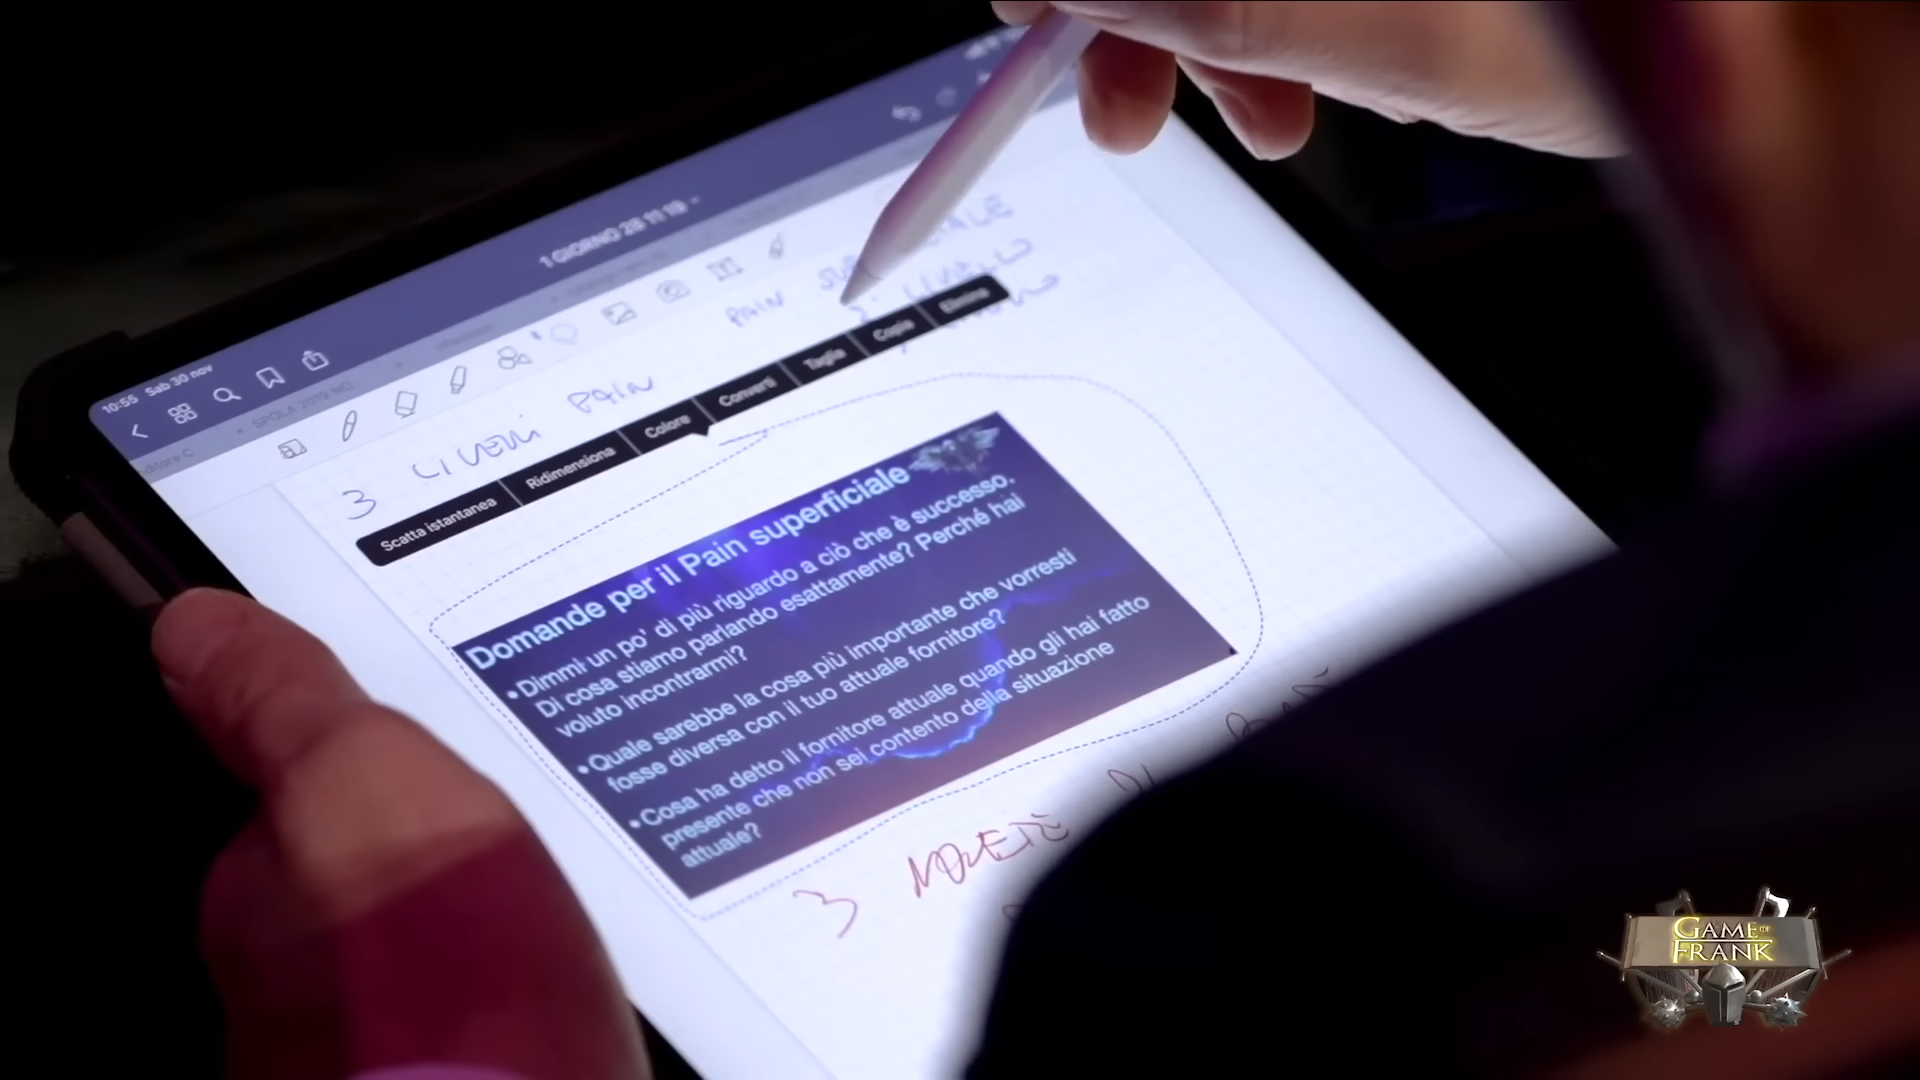 10:55 Sab 30 nov
1 GIORNO 28 11 19
SPOLA 2019 NO...
3 LIVELLI PAIN
PAIN
Scatta istantanea
Ridimensiona
Colore
Converti
Taglia
Copia
Elimina
Domande per il Pain superficiale
• Dimmi un po' di più riguardo a ciò che è successo.
Di cosa stiamo parlando esattamente? Perché hai
voluto incontrarmi?
• Quale sarebbe la cosa più importante che vorresti
fosse diversa con il tuo attuale fornitore?
• Cosa ha detto il fornitore attuale quando gli hai fatto
presente che non sei contento della situazione
attuale?
3
GAME OF
FRANK